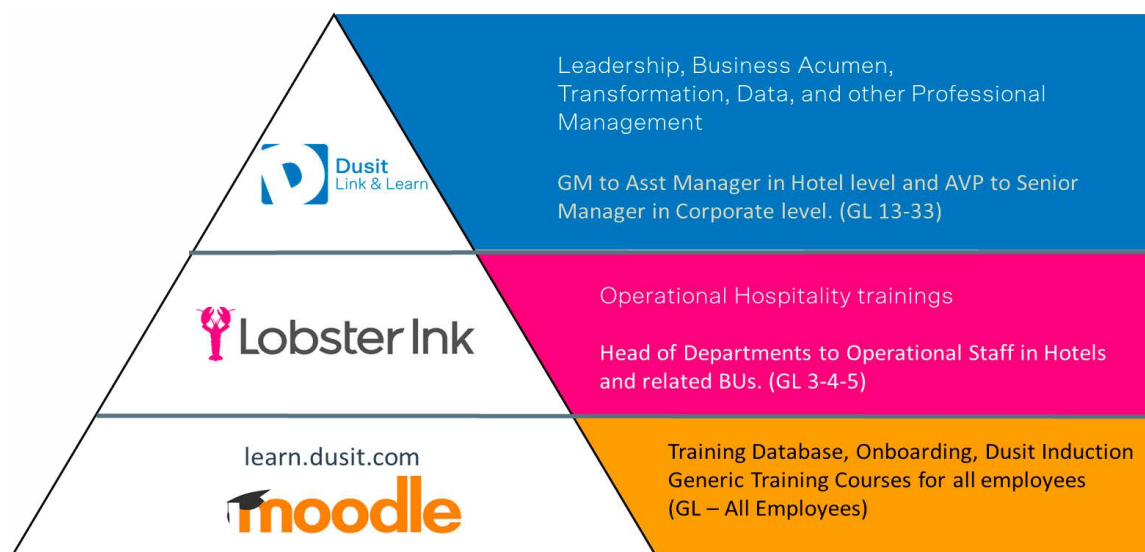 Leadership, Business Acumen,
Transformation, Data, and other Professional
Management
Dusit
Link & Learn
GM to Asst Manager in Hotel level and AVP to Senior
Manager in Corporate level. (GL 13-33)
Operational Hospitality trainings
Lobster Ink
Head of Departments to Operational Staff in Hotels
and related BUs. (GL 3-4-5)
learn.dusit.com
moodle
Training Database, Onboarding, Dusit Induction
Generic Training Courses for all employees
(GL – All Employees)